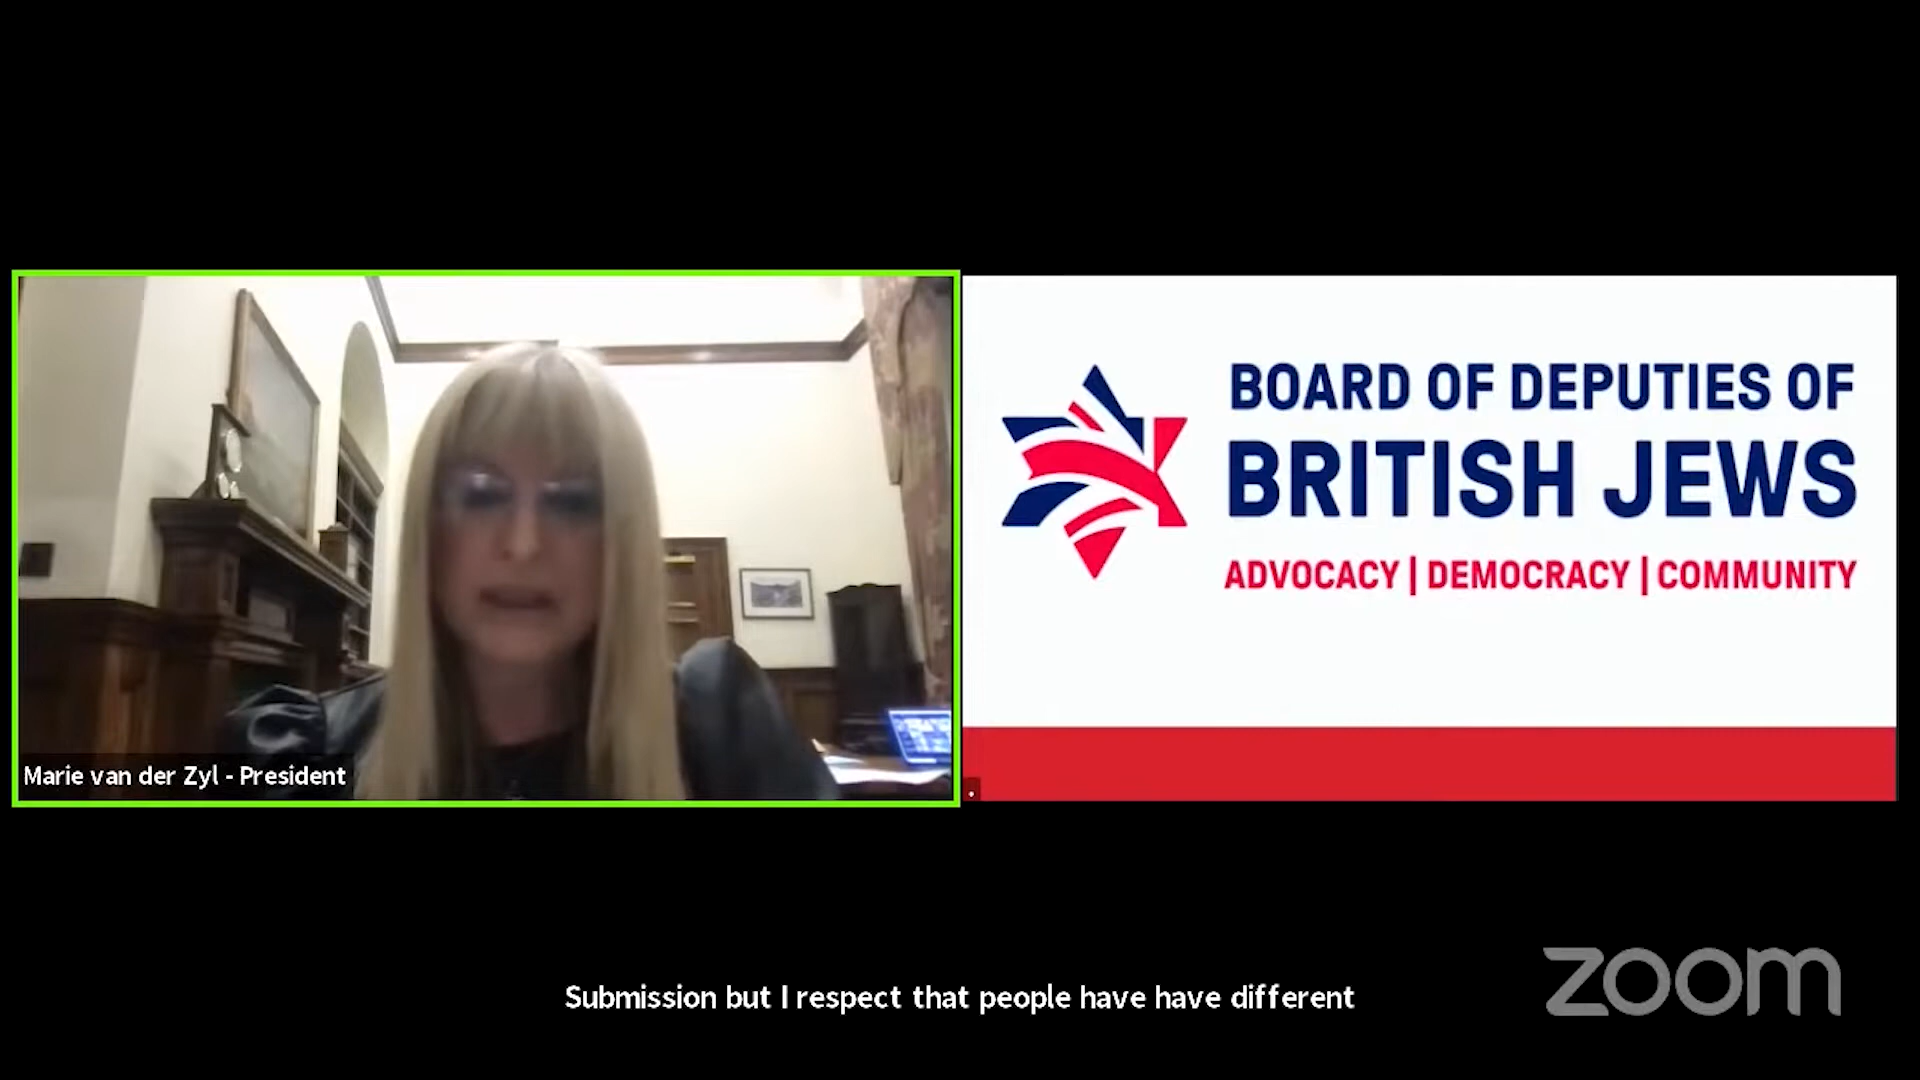 BOARD OF DEPUTIES OF
BRITISH JEWS
ADVOCACY | DEMOCRACY | COMMUNITY
Marie van der Zyl - President
Submission but I respect that people have have different
zoom